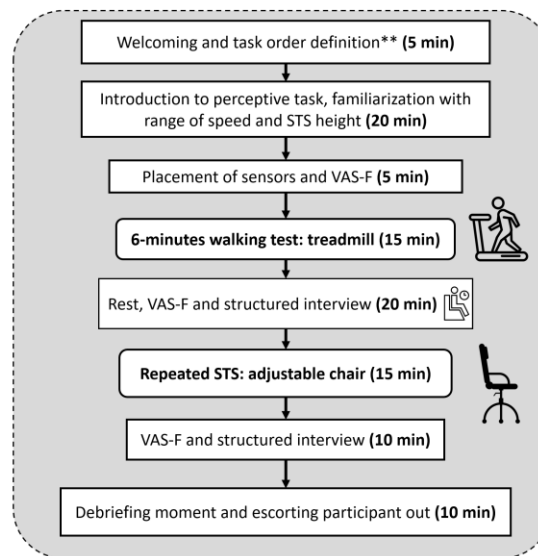 Welcoming and task order definition** (5 min)
Introduction to perceptive task, familiarization with
range of speed and STS height (20 min)
Placement of sensors and VAS-F (5 min)
6-minutes walking test: treadmill (15 min)
Rest, VAS-F and structured interview (20 min)
Repeated STS: adjustable chair (15 min)
VAS-F and structured interview (10 min)
Debriefing moment and escorting participant out (10 min)